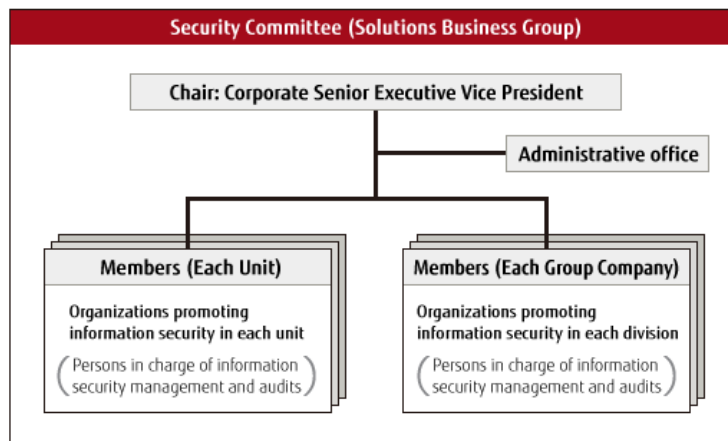 Security Committee (Solutions Business Group)
Chair: Corporate Senior Executive Vice President
Administrative office
Members (Each Unit)
Organizations promoting
information security in each unit
(Persons in charge of information
security management and audits)
Members (Each Group Company)
Organizations promoting
information security in each division
(Persons in charge of information
security management and audits)